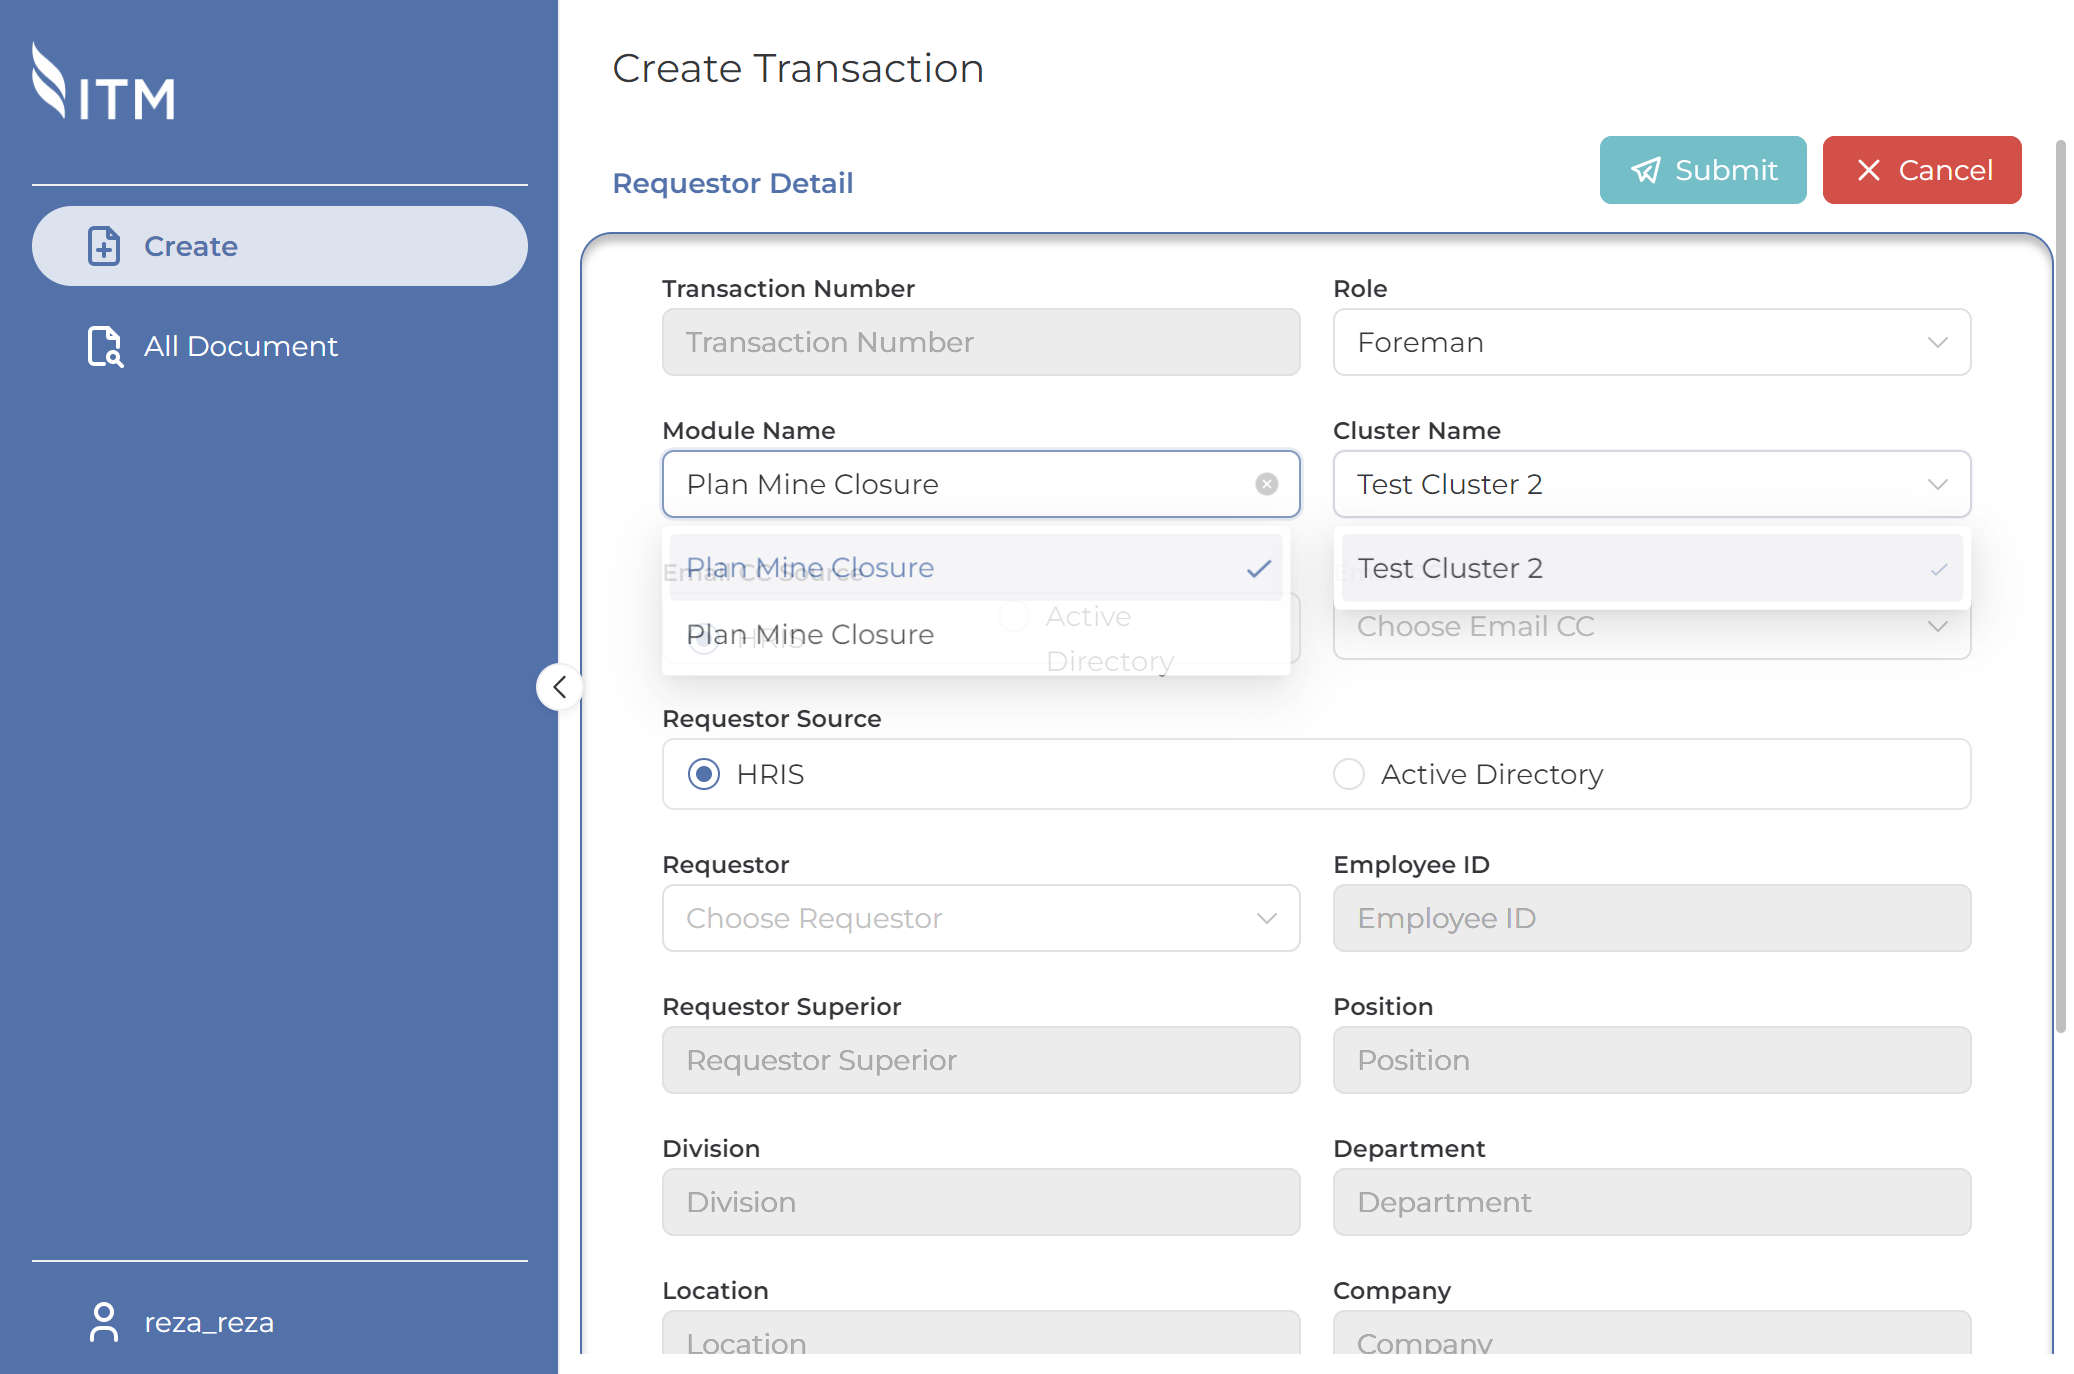 ITM
Create
All Document
reza_reza
Create Transaction
Requestor Detail
Submit
Cancel
Transaction Number
Transaction Number
Role
Foreman
Module Name
Plan Mine Closure
Cluster Name
Test Cluster 2
Plan Mine Closure
Plan Mine Closure
Test Cluster 2
Email CC Source
HRIS
Active
Directory
Choose Email CC
Requestor Source
HRIS
Active Directory
Requestor
Choose Requestor
Employee ID
Employee ID
Requestor Superior
Requestor Superior
Position
Position
Division
Division
Department
Department
Location
Location
Company
Company